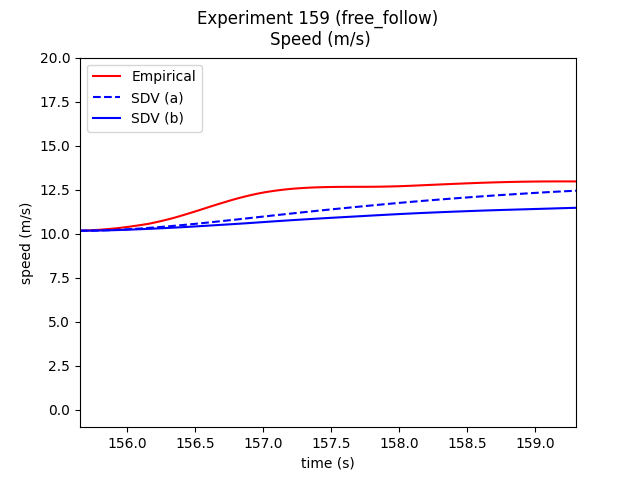 Experiment 159 (free_follow)
Speed (m/s)
Empirical
SDV (a)
SDV (b)
speed (m/s)
20.0
17.5
15.0
12.5
10.0
7.5
5.0
2.5
0.0
156.0 156.5 157.0 157.5 158.0 158.5 159.0
time (s)